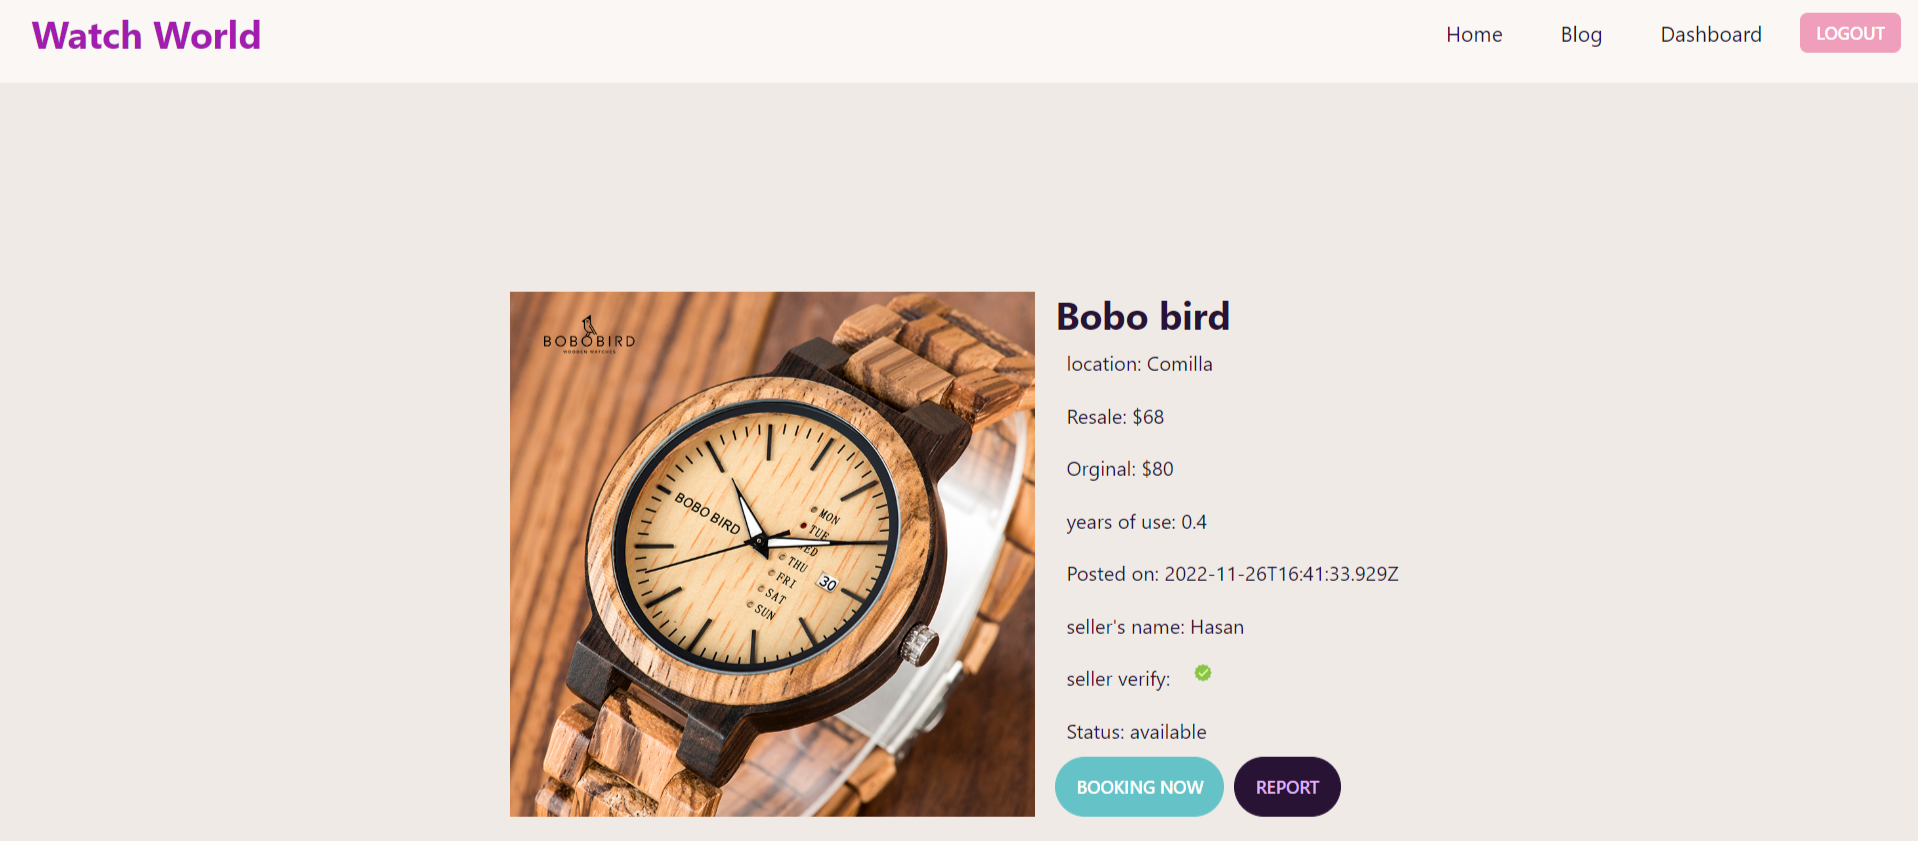 Watch World
Home
Blog
Dashboard
LOGOUT
BOBOBIRD
WOODEN WATCHES
BOBO BIRD
MON
TUE
WED
THU
FRI
SAT
SUN
30
Bobo bird
location: Comilla
Resale: $68
Orginal: $80
years of use: 0.4
Posted on: 2022-11-26T16:41:33.929Z
seller's name: Hasan
seller verify:
Status: available
BOOKING NOW
REPORT